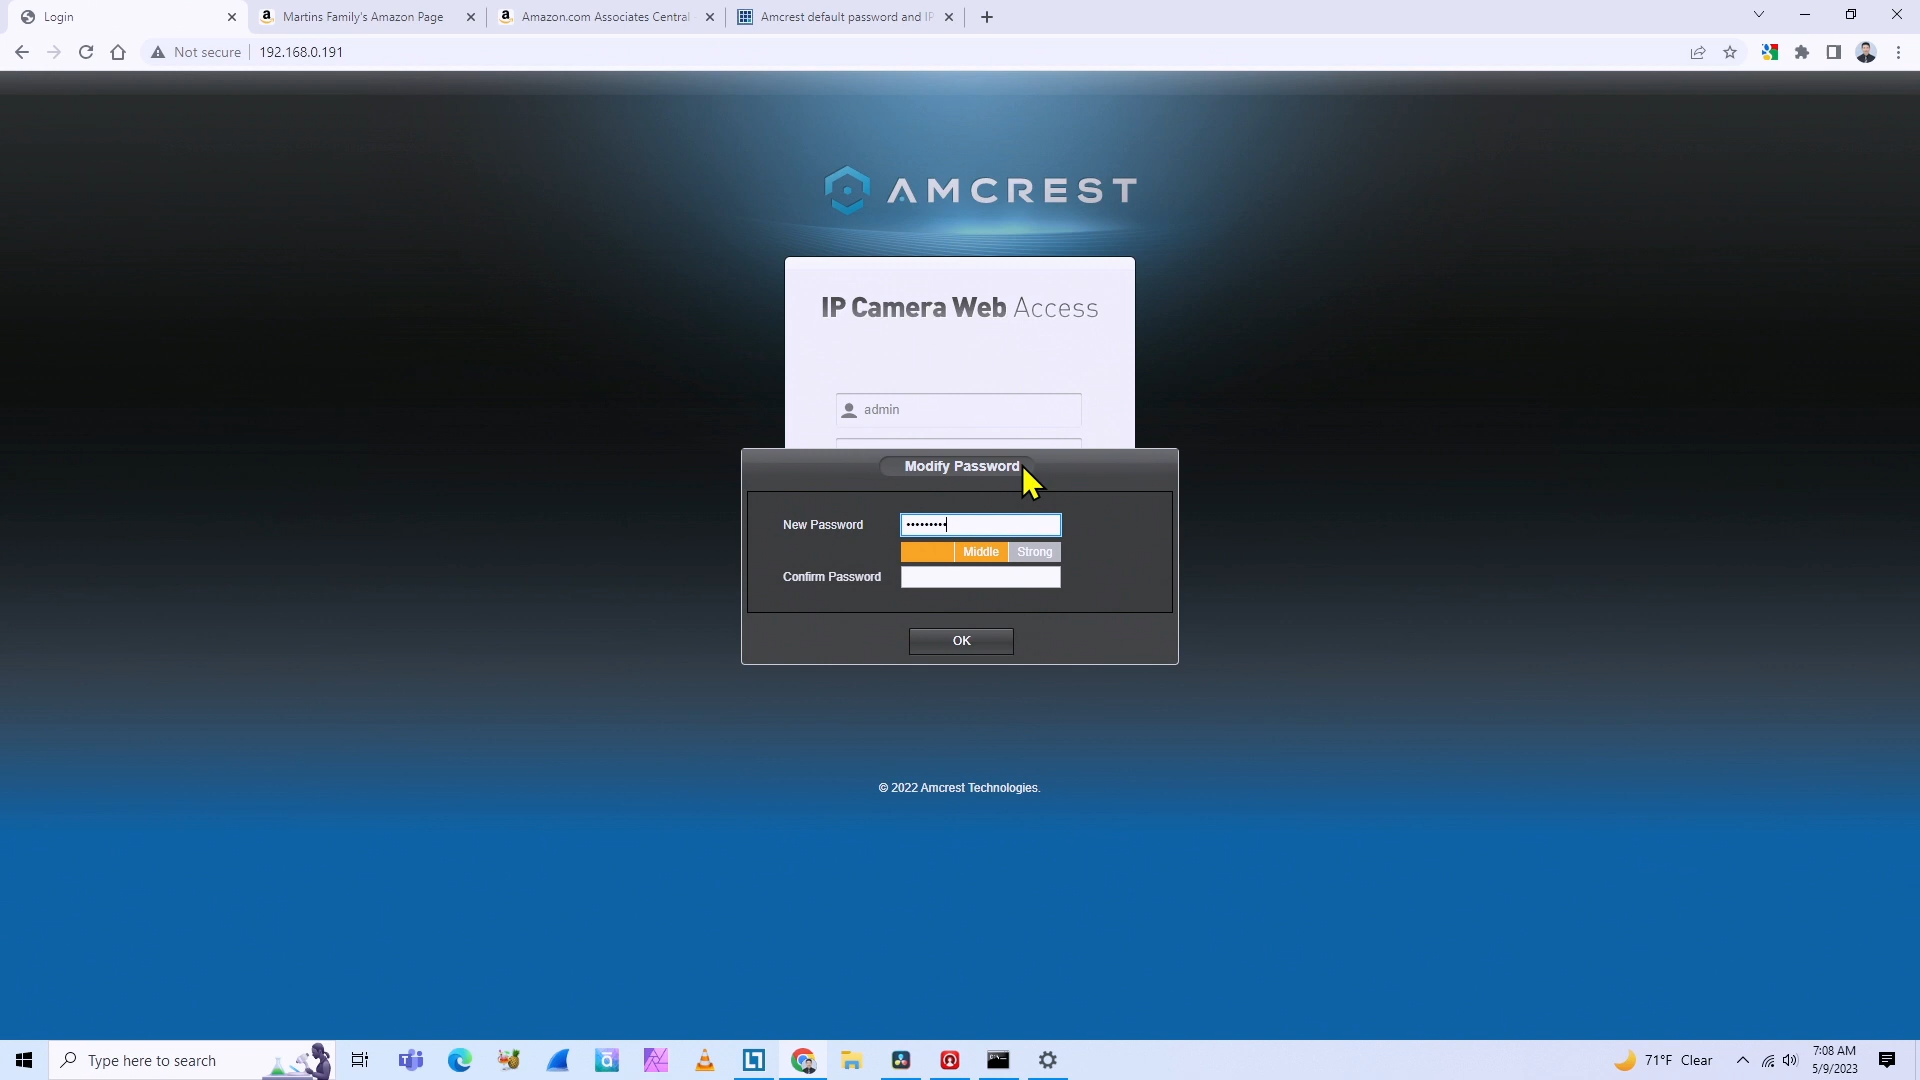 Login
Martins Family's Amazon Page
Amazon.com Associates Central
Amcrest default password and IP
Not secure
192.168.0.191
AMCREST
IP Camera Web Access
admin
Modify Password
New Password
•••••••••
Middle
Strong
Confirm Password
OK
© 2022 Amcrest Technologies.
Type here to search
71°F Clear
7:08 AM
5/9/2023